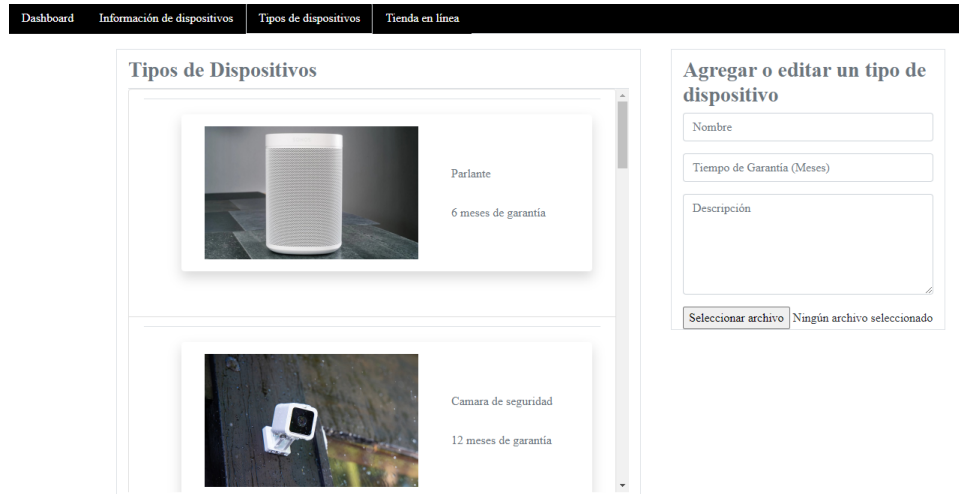 Dashboard Información de dispositivos Tipos de dispositivos Tienda en línea
Tipos de Dispositivos
Parlante
6 meses de garantía
Camara de seguridad
12 meses de garantía
Agregar o editar un tipo de
dispositivo
Nombre
Tiempo de Garantía (Meses)
Descripción
Seleccionar archivo Ningún archivo seleccionado